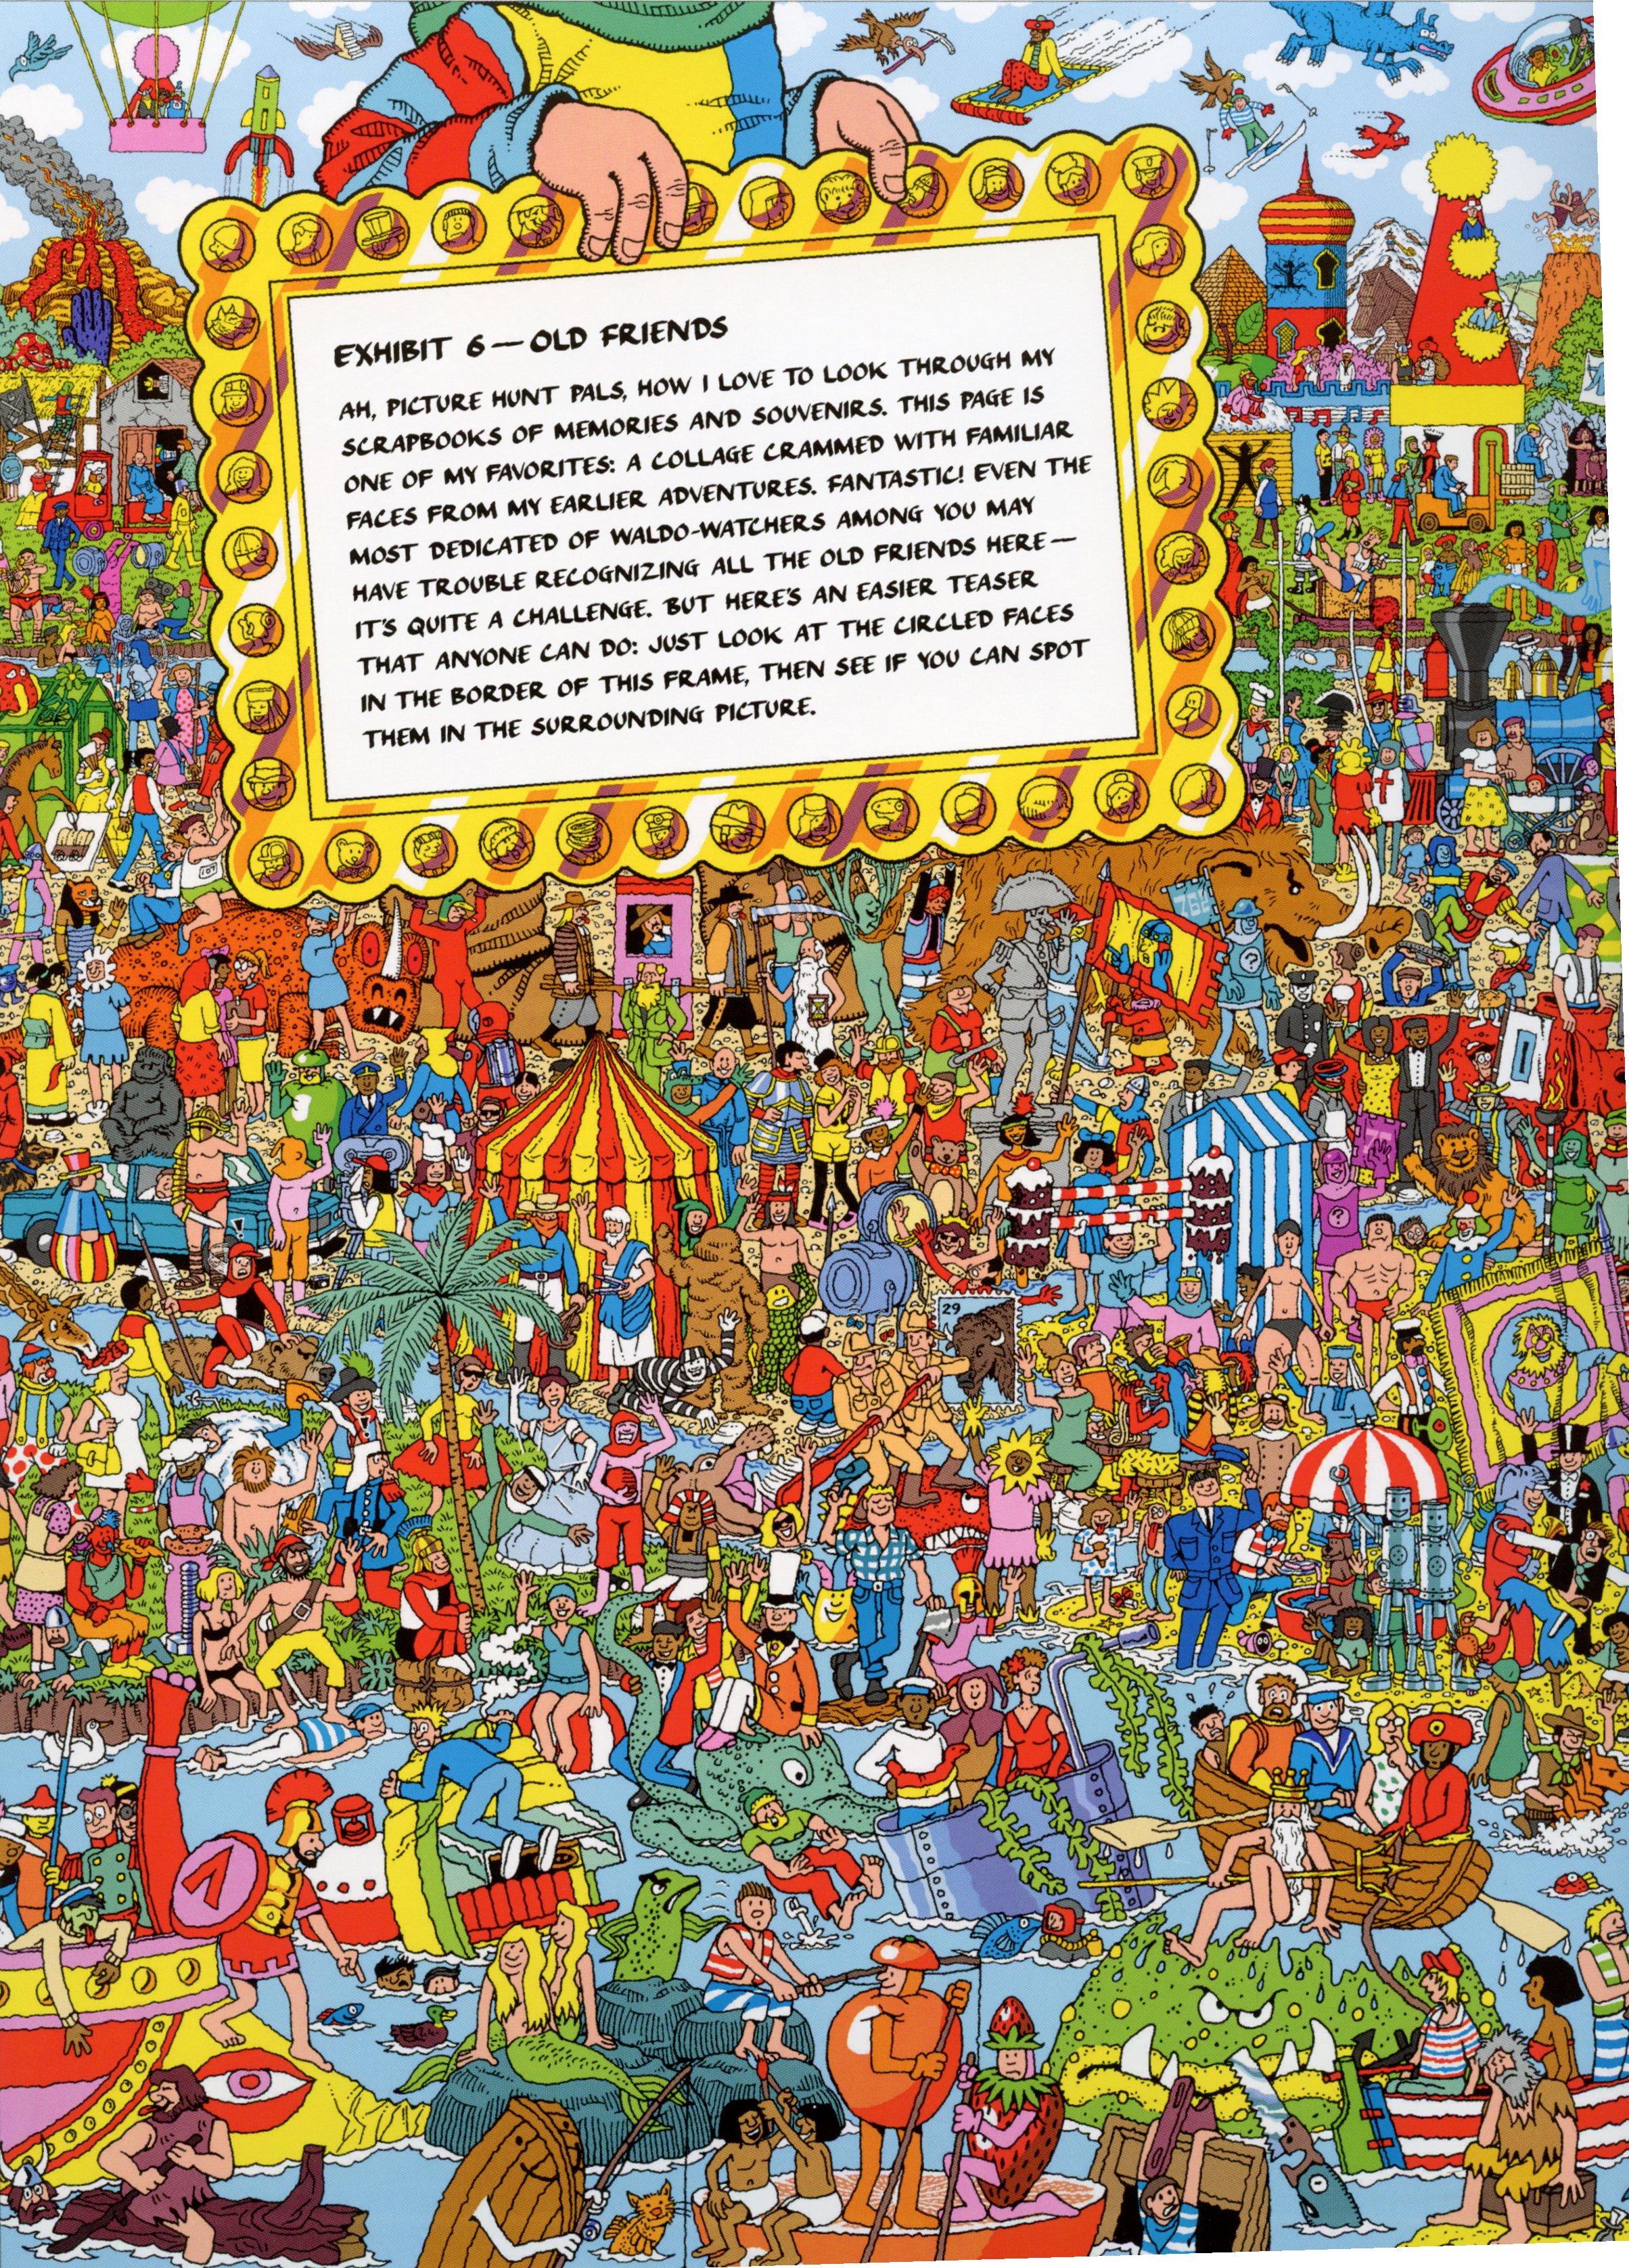 EXHIBIT 6 — OLD FRIENDS
AH, PICTURE HUNT PALS, HOW I LOVE TO LOOK THROUGH MY
SCRAPBOOKS OF MEMORIES AND SOUVENIRS. THIS PAGE IS
ONE OF MY FAVORITES: A COLLAGE CRAMMED WITH FAMILIAR
FACES FROM MY EARLIER ADVENTURES. FANTASTIC! EVEN THE
MOST DEDICATED OF WALDO-WATCHERS AMONG YOU MAY
HAVE TROUBLE RECOGNIZING ALL THE OLD FRIENDS HERE—
IT'S QUITE A CHALLENGE. BUT HERE'S AN EASIER TEASER
THAT ANYONE CAN DO: JUST LOOK AT THE CIRCLED FACES
IN THE BORDER OF THIS FRAME, THEN SEE IF YOU CAN SPOT
THEM IN THE SURROUNDING PICTURE.
29
?
?